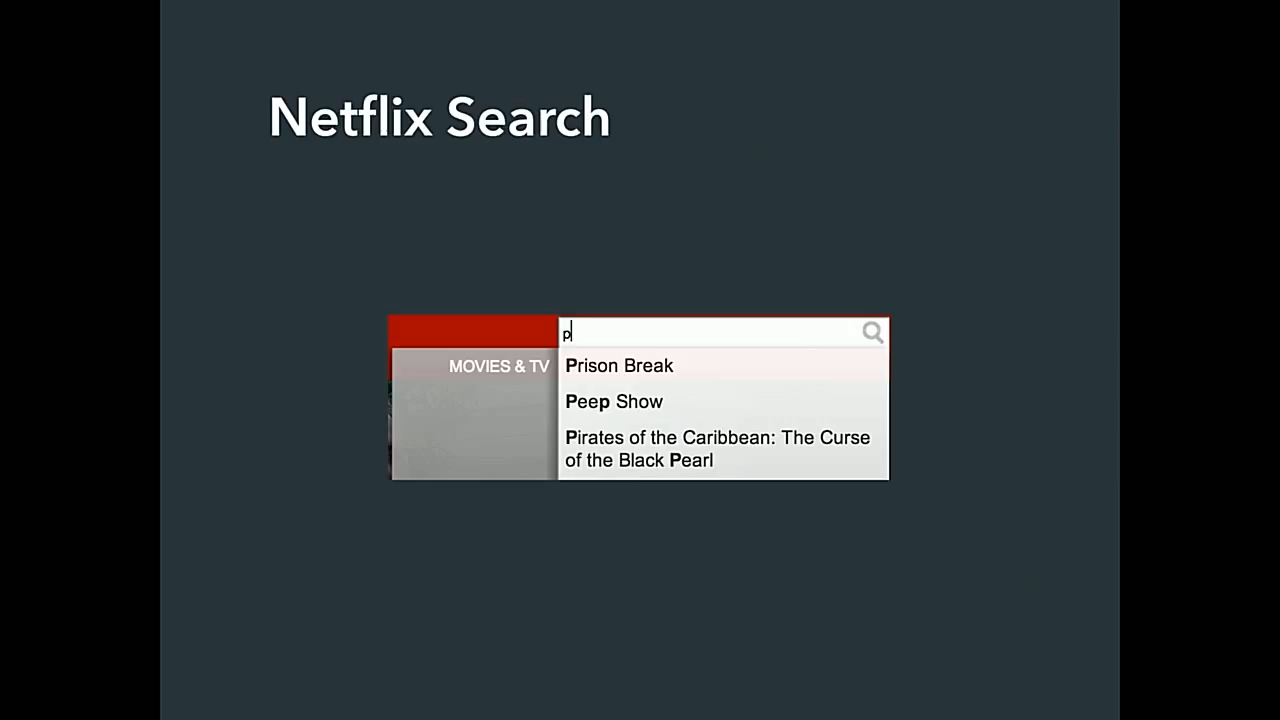 Netflix Search
p
MOVIES & TV
Prison Break
Peep Show
Pirates of the Caribbean: The Curse
of the Black Pearl